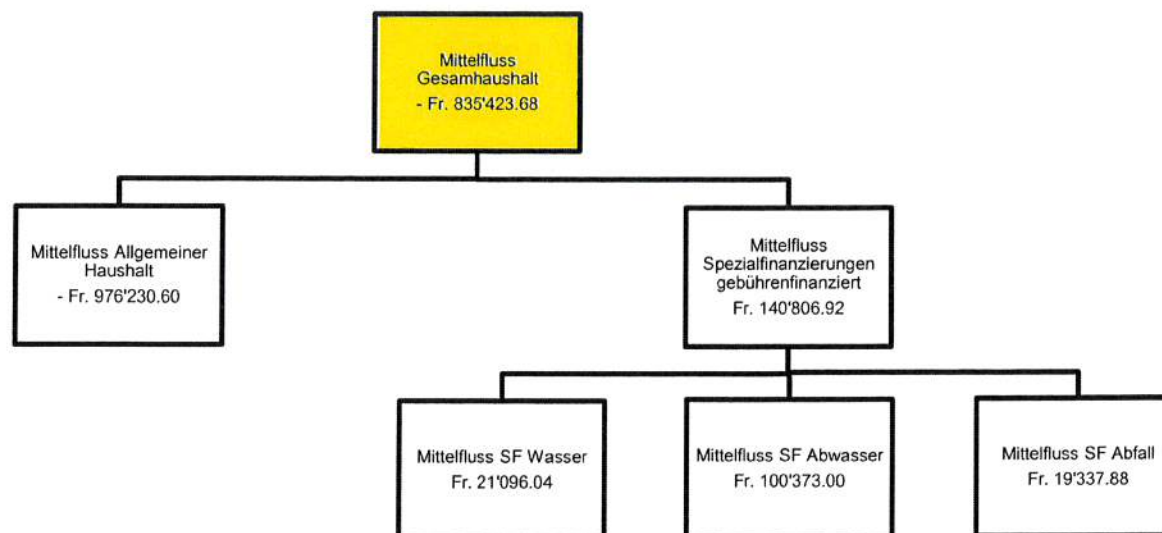 Mittelfluss
Gesamhaushalt
- Fr. 835'423.68
Mittelfluss Allgemeiner
Haushalt
- Fr. 976'230.60
Mittelfluss
Spezialfinanzierungen
gebührenfinanziert
Fr. 140'806.92
Mittelfluss SF Wasser
Fr. 21'096.04
Mittelfluss SF Abwasser
Fr. 100'373.00
Mittelfluss SF Abfall
Fr. 19'337.88